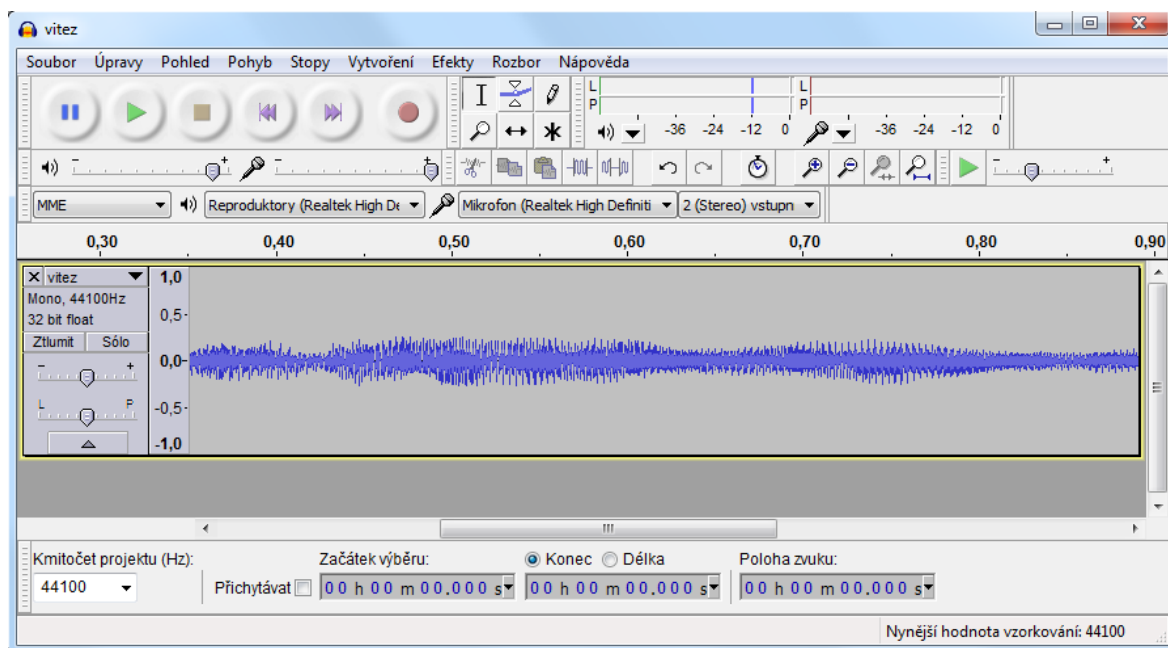 vitez
Soubor Úpravy Pohled Pohyb Stopy Vytvoření Efekty Rozbor Nápověda
L
P
-36 -24 -12 0
L
P
-36 -24 -12 0
- +
- +
- +
MME
Reproduktory (Realtek High De
Mikrofon (Realtek High Definiti
2 (Stereo) vstupn
0,30 0,40 0,50 0,60 0,70 0,80 0,90
X vitez
Mono, 44100Hz
32 bit float
Ztlumit Sólo
- +
L P
1,0
0,5-
0,0-
-0,5-
-1,0
Kmitočet projektu (Hz):
44100
Přichytávat
Začátek výběru:
00 h 00 m 00.000 s
Konec Délka
00 h 00 m 00.000 s
Poloha zvuku:
00 h 00 m 00.000 s
Nynější hodnota vzorkování: 44100